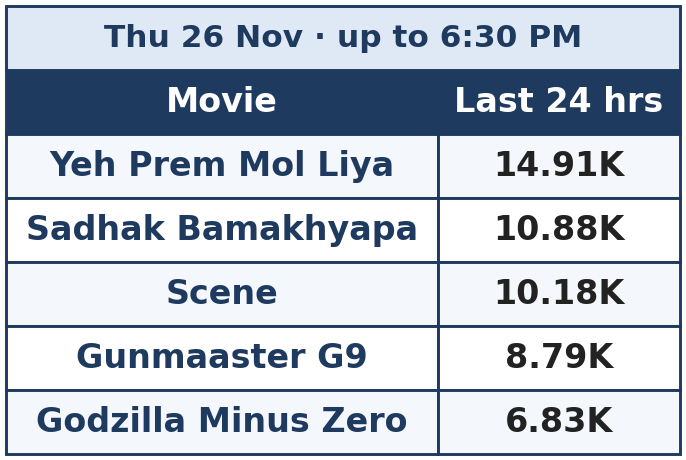 Thu 26 Nov · up to 6:30 PM
Movie Last 24 hrs
Yeh Prem Mol Liya 14.91K
Sadhak Bamakhyapa 10.88K
Scene 10.18K
Gunmaaster G9 8.79K
Godzilla Minus Zero 6.83K